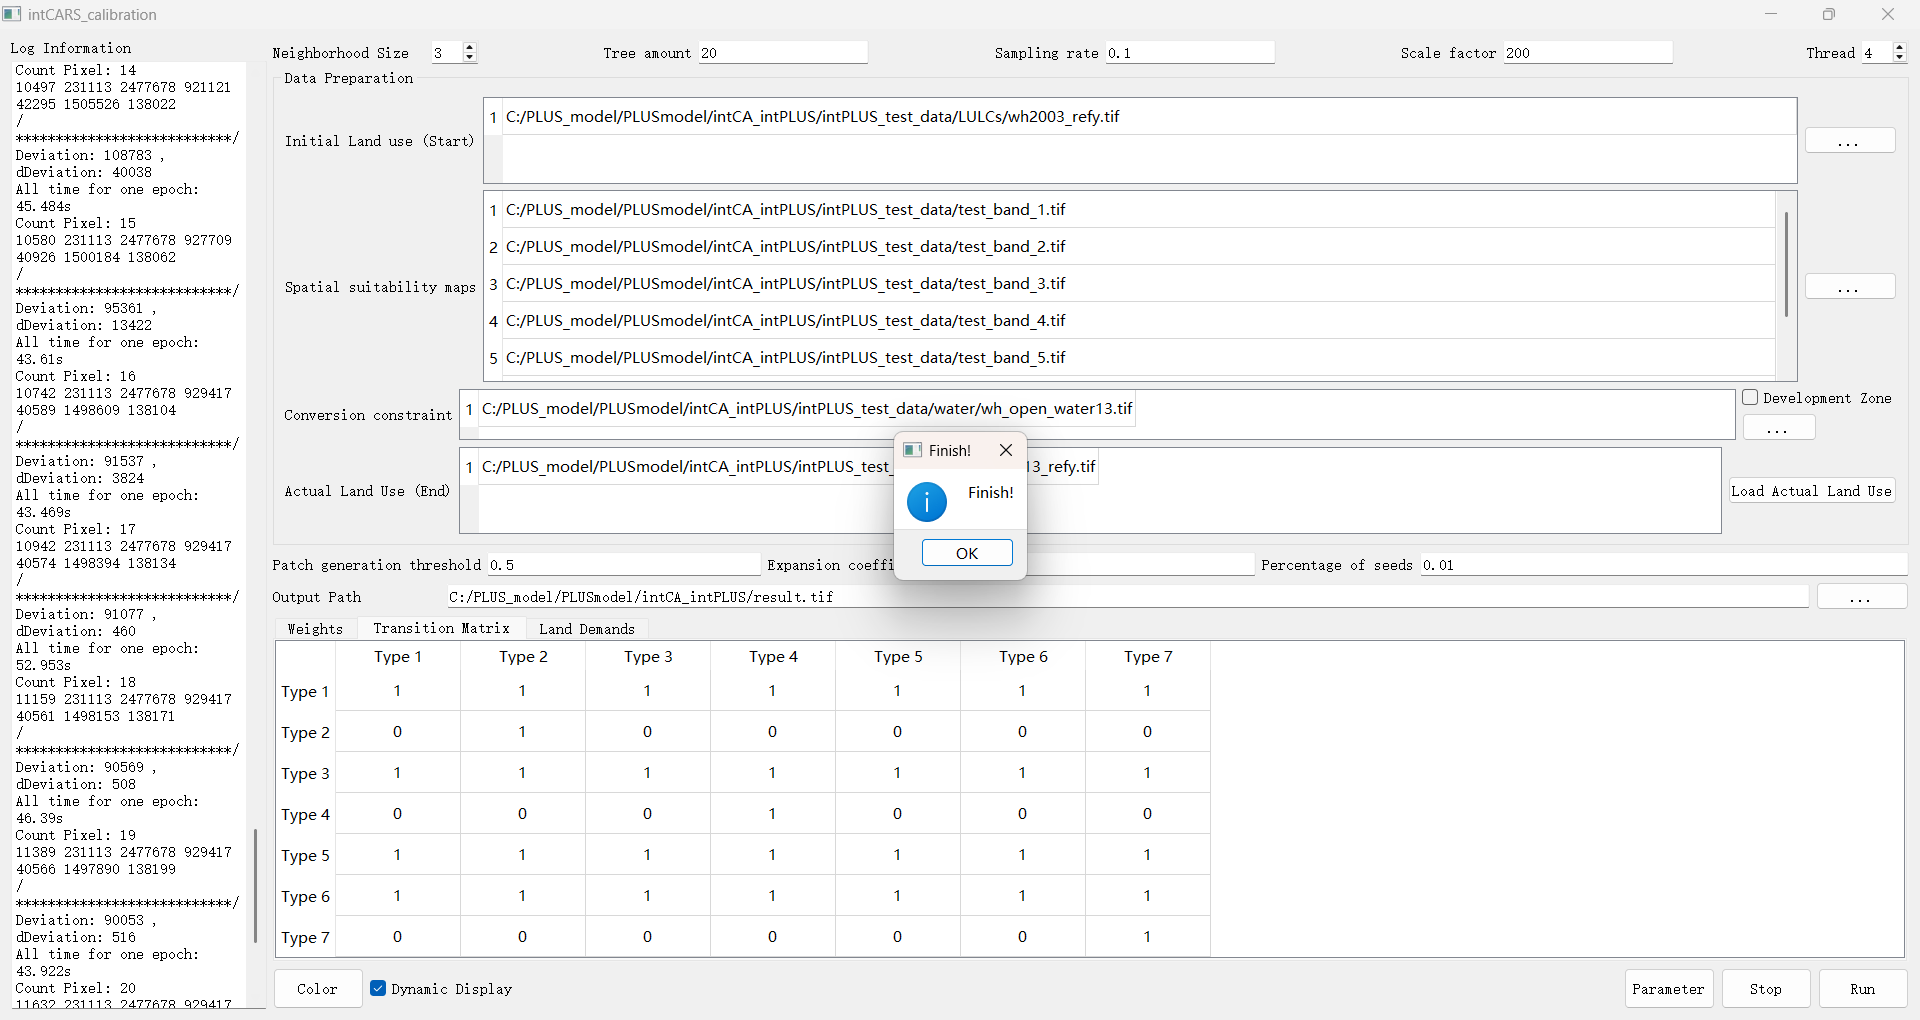 intCARS_calibration
Log Information
Count Pixel: 14
10497 231113 2477678 921121
42295 1505526 138022
/
***************************/
Deviation: 108783 ,
dDeviation: 40038
All time for one epoch:
45.484s
Count Pixel: 15
10580 231113 2477678 927709
40926 1500184 138062
/
***************************/
Deviation: 95361 ,
dDeviation: 13422
All time for one epoch:
43.61s
Count Pixel: 16
10742 231113 2477678 929417
40589 1498609 138104
/
***************************/
Deviation: 91537 ,
dDeviation: 3824
All time for one epoch:
43.469s
Count Pixel: 17
10942 231113 2477678 929417
40574 1498394 138134
/
***************************/
Deviation: 91077 ,
dDeviation: 460
All time for one epoch:
52.953s
Count Pixel: 18
11159 231113 2477678 929417
40561 1498153 138171
/
***************************/
Deviation: 90569 ,
dDeviation: 508
All time for one epoch:
46.39s
Count Pixel: 19
11389 231113 2477678 929417
40566 1497890 138199
/
***************************/
Deviation: 90053 ,
dDeviation: 516
All time for one epoch:
43.922s
Count Pixel: 20
11632 231113 2477678 929417
Neighborhood Size 3 Tree amount 20 Sampling rate 0.1 Scale factor 200 Thread 4
Data Preparation
Initial Land use (Start)
1 C:/PLUS_model/PLUSmodel/intCA_intPLUS/intPLUS_test_data/LULCs/wh2003_refy.tif
...
Spatial suitability maps
1 C:/PLUS_model/PLUSmodel/intCA_intPLUS/intPLUS_test_data/test_band_1.tif
2 C:/PLUS_model/PLUSmodel/intCA_intPLUS/intPLUS_test_data/test_band_2.tif
3 C:/PLUS_model/PLUSmodel/intCA_intPLUS/intPLUS_test_data/test_band_3.tif
4 C:/PLUS_model/PLUSmodel/intCA_intPLUS/intPLUS_test_data/test_band_4.tif
5 C:/PLUS_model/PLUSmodel/intCA_intPLUS/intPLUS_test_data/test_band_5.tif
...
Conversion constraint
1 C:/PLUS_model/PLUSmodel/intCA_intPLUS/intPLUS_test_data/water/wh_open_water13.tif
Development Zone
...
Actual Land Use (End)
1 C:/PLUS_model/PLUSmodel/intCA_intPLUS/intPLUS_test 13_refy.tif
Load Actual Land Use
Finish!
Finish!
OK
Patch generation threshold 0.5 Expansion coeffi Percentage of seeds 0.01
Output Path C:/PLUS_model/PLUSmodel/intCA_intPLUS/result.tif ...
Weights Transition Matrix Land Demands
Type 1 Type 2 Type 3 Type 4 Type 5 Type 6 Type 7
Type 1 1 1 1 1 1 1 1
Type 2 0 1 0 0 0 0 0
Type 3 1 1 1 1 1 1 1
Type 4 0 0 0 1 0 0 0
Type 5 1 1 1 1 1 1 1
Type 6 1 1 1 1 1 1 1
Type 7 0 0 0 0 0 0 1
Color Dynamic Display Parameter Stop Run